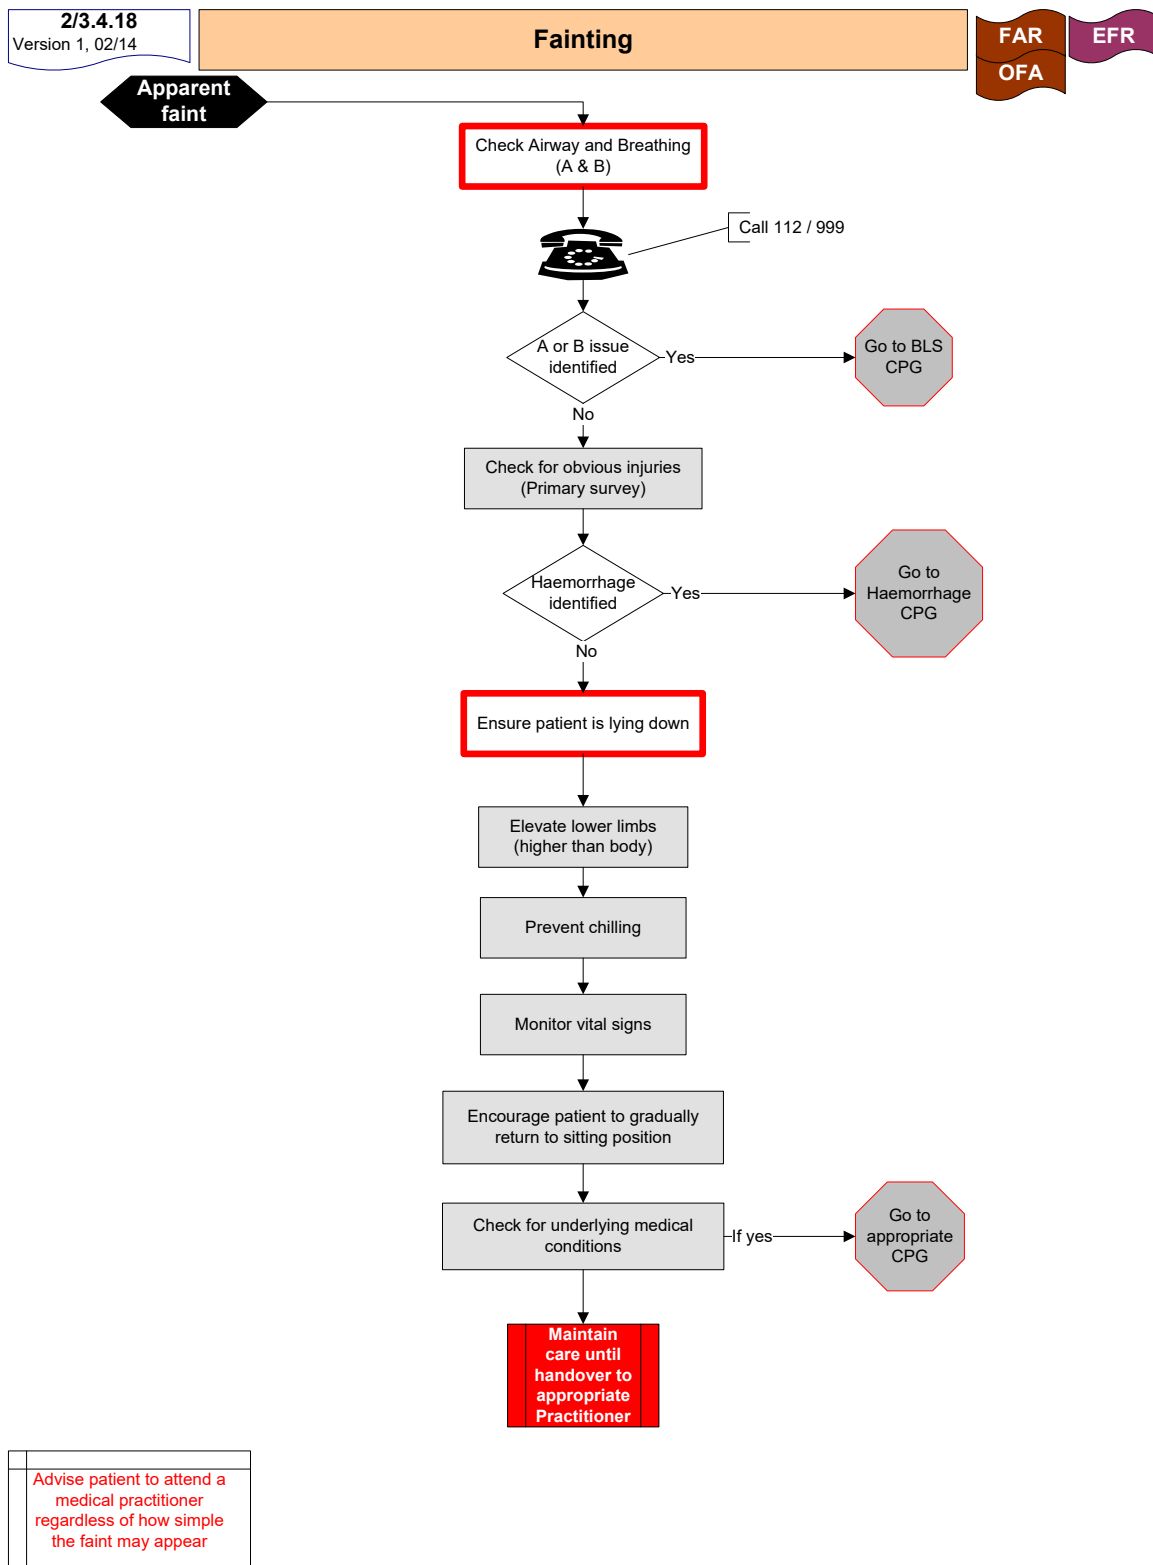 2/3.4.18
Version 1, 02/14
Fainting
FAR
EFR
OFA
Apparent
faint
Check Airway and Breathing
(A & B)
Call 112 / 999
A or B issue
identified
Yes
Go to BLS
CPG
No
Check for obvious injuries
(Primary survey)
Haemorrhage
identified
Yes
Go to
Haemorrhage
CPG
No
Ensure patient is lying down
Elevate lower limbs
(higher than body)
Prevent chilling
Monitor vital signs
Encourage patient to gradually
return to sitting position
Check for underlying medical
conditions
If yes
Go to
appropriate
CPG
Maintain
care until
handover to
appropriate
Practitioner
Advise patient to attend a
medical practitioner
regardless of how simple
the faint may appear